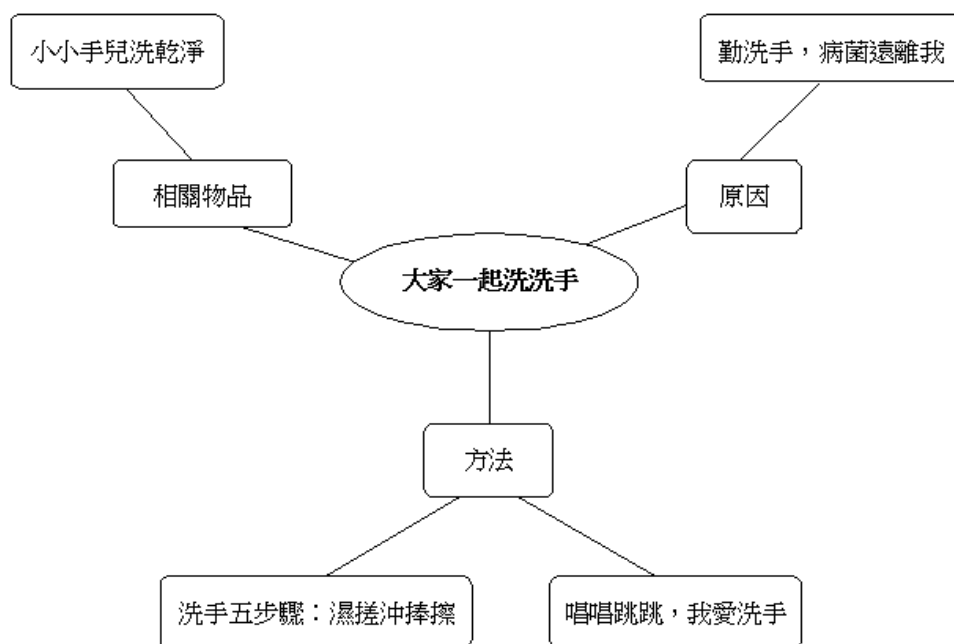 小小手兒洗乾淨
勤洗手，病菌遠離我
相關物品
原因
大家一起洗洗手
方法
洗手五步驟：濕搓沖捧擦
唱唱跳跳，我愛洗手